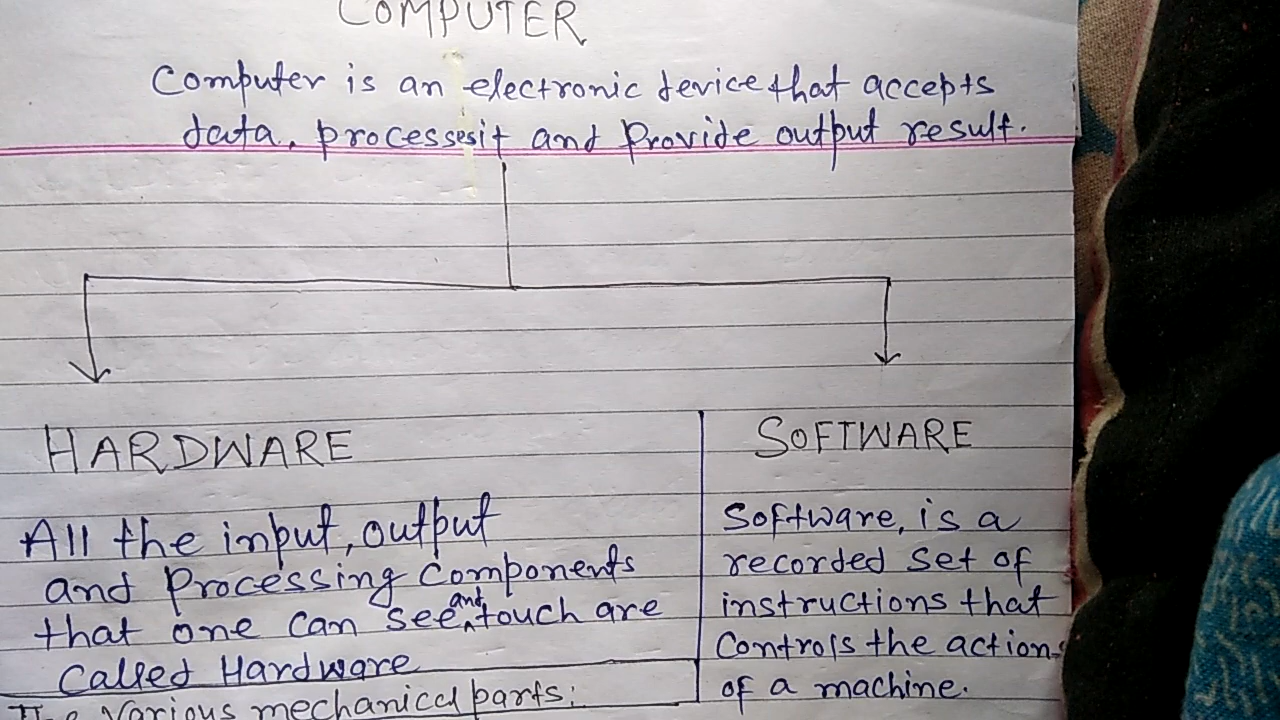 COMPUTER
Computer is an electronic device that accepts
data, processesit and Provide output result.
HARDWARE
All the input, output
and Processing Components
that one can see and touch are
Called Hardware
The Various mechanical parts:
SOFTWARE
Software, is a
recorded set of
instructions that
Controls the actions
of a machine.